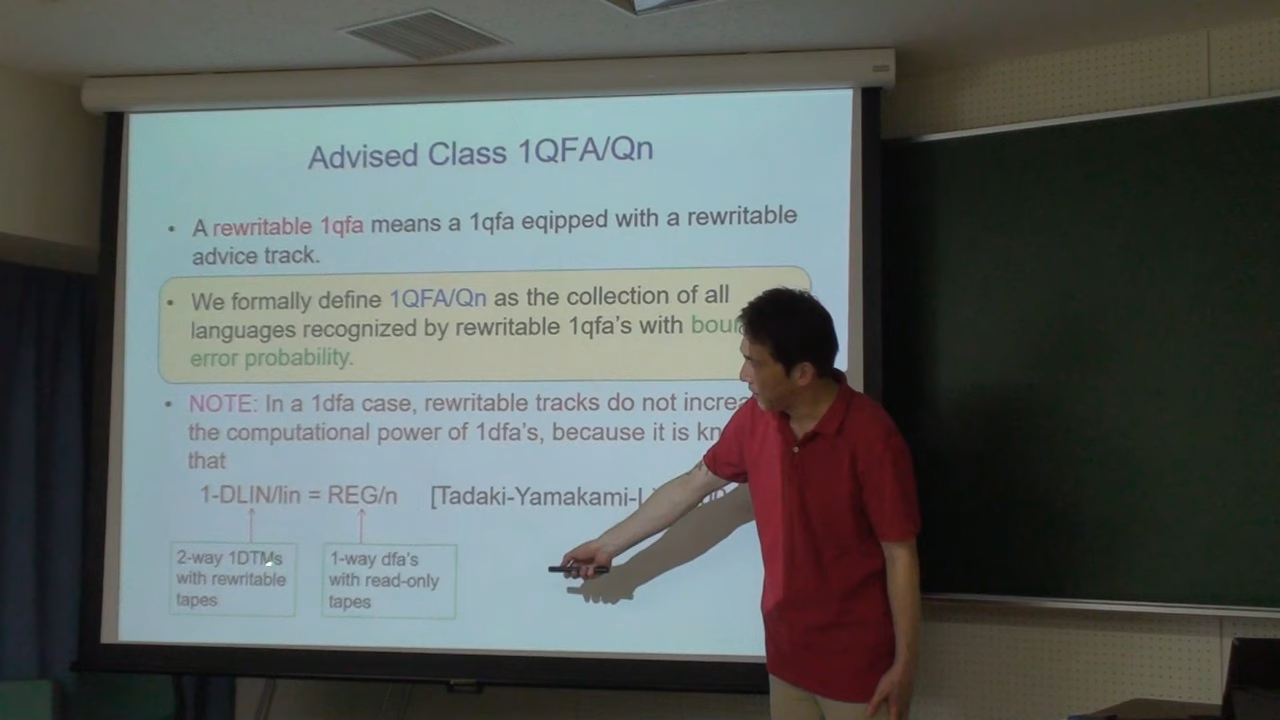 Advised Class 1QFA/Qn
• A rewritable 1qfa means a 1qfa eqipped with a rewritable
advice track.
• We formally define 1QFA/Qn as the collection of all
languages recognized by rewritable 1qfa's with
error probability.
• NOTE: In a 1dfa case, rewritable tracks do not
the computational power of 1dfa's, because it is
that
1-DLIN/lin = REG/n [Tadaki-Yamakami-
2-way 1DTMs
with rewritable
tapes
1-way dfa's
with read-only
tapes